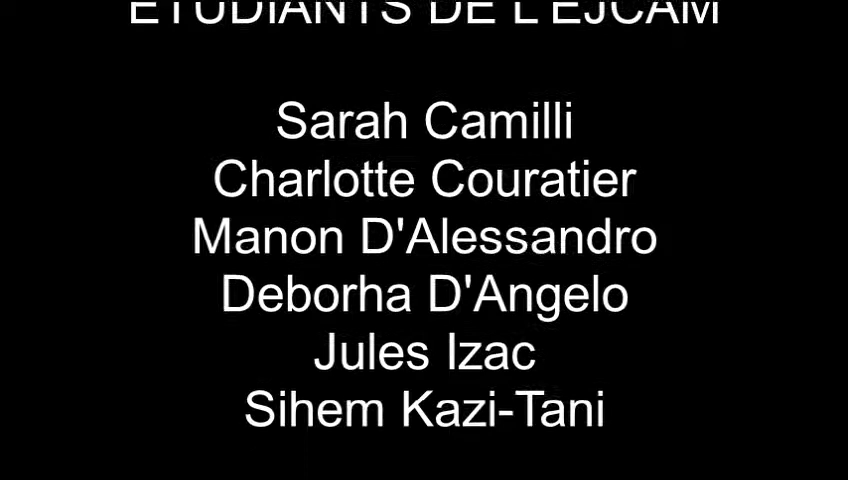 ETUDIANTS DE L'EJCAM
Sarah Camilli
Charlotte Couratier
Manon D'Alessandro
Deborha D'Angelo
Jules Izac
Sihem Kazi-Tani